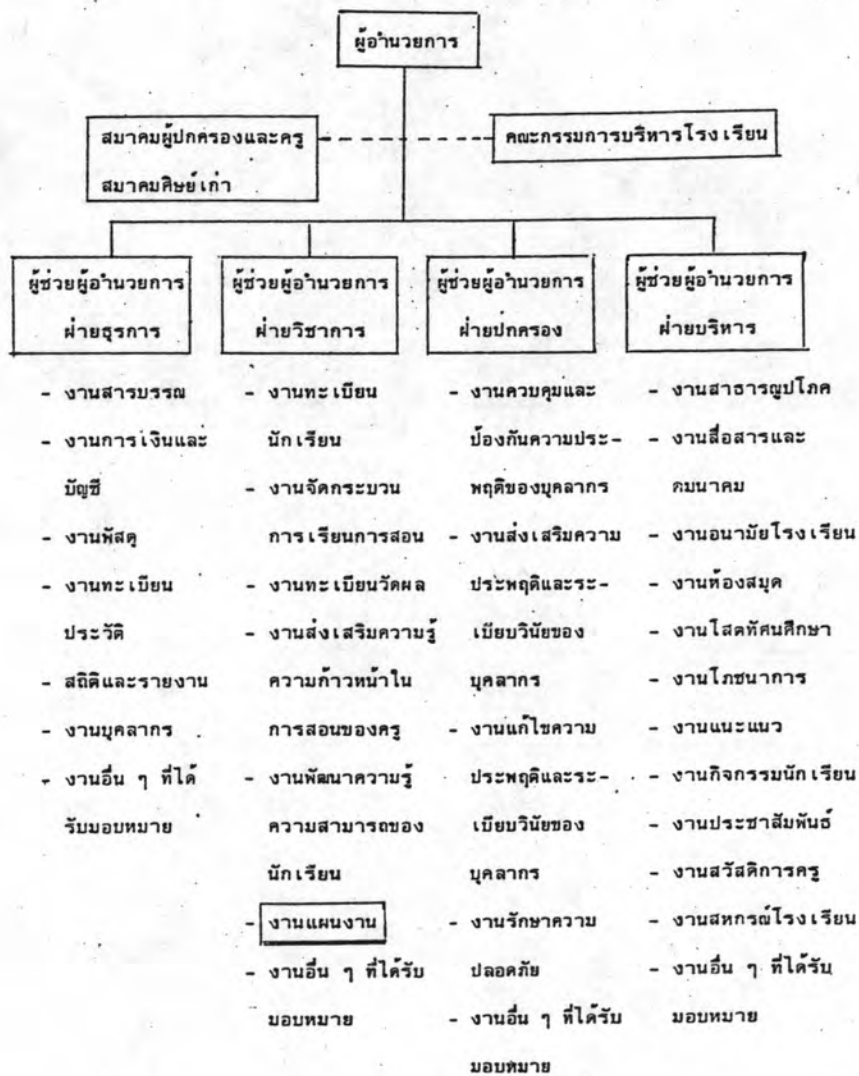 ผู้อำนวยการ
สมาคมผู้ปกครองและครู
สมาคมศิษย์เก่า
คณะกรรมการบริหารโรงเรียน
ผู้ช่วยผู้อำนวยการ
ฝ่ายธุรการ
- งานสารบรรณ
- งานการเงินและ
บัญชี
- งานพัสดุ
- งานทะเบียน
ประวัติ
- สถิติและรายงาน
- งานบุคลากร
- งานอื่น ๆ ที่ได้
รับมอบหมาย
ผู้ช่วยผู้อำนวยการ
ฝ่ายวิชาการ
- งานทะเบียน
นักเรียน
- งานจัดกระบวน
การเรียนการสอน
- งานทะเบียนวัดผล
- งานส่งเสริมความรู้
ความก้าวหน้าใน
การสอนของครู
- งานพัฒนาความรู้
ความสามารถของ
นักเรียน
- งานแผนงาน
- งานอื่น ๆ ที่ได้รับ
มอบหมาย
ผู้ช่วยผู้อำนวยการ
ฝ่ายปกครอง
- งานควบคุมและ
ป้องกันความประ-
พฤติของบุคลากร
- งานส่งเสริมความ
ประพฤติและระ-
เบียบวินัยของ
บุคลากร
- งานแก้ไขความ
ประพฤติและระ-
เบียบวินัยของ
บุคลากร
- งานรักษาความ
ปลอดภัย
- งานอื่น ๆ ที่ได้รับ
มอบหมาย
ผู้ช่วยผู้อำนวยการ
ฝ่ายบริหาร
- งานสาธารณูปโภค
- งานสื่อสารและ
คมนาคม
- งานอนามัยโรงเรียน
- งานห้องสมุด
- งานโสตทัศนศึกษา
- งานโภชนาการ
- งานแนะแนว
- งานกิจกรรมนักเรียน
- งานประชาสัมพันธ์
- งานสวัสดิการครู
- งานสหกรณ์โรงเรียน
- งานอื่น ๆ ที่ได้รับ
มอบหมาย